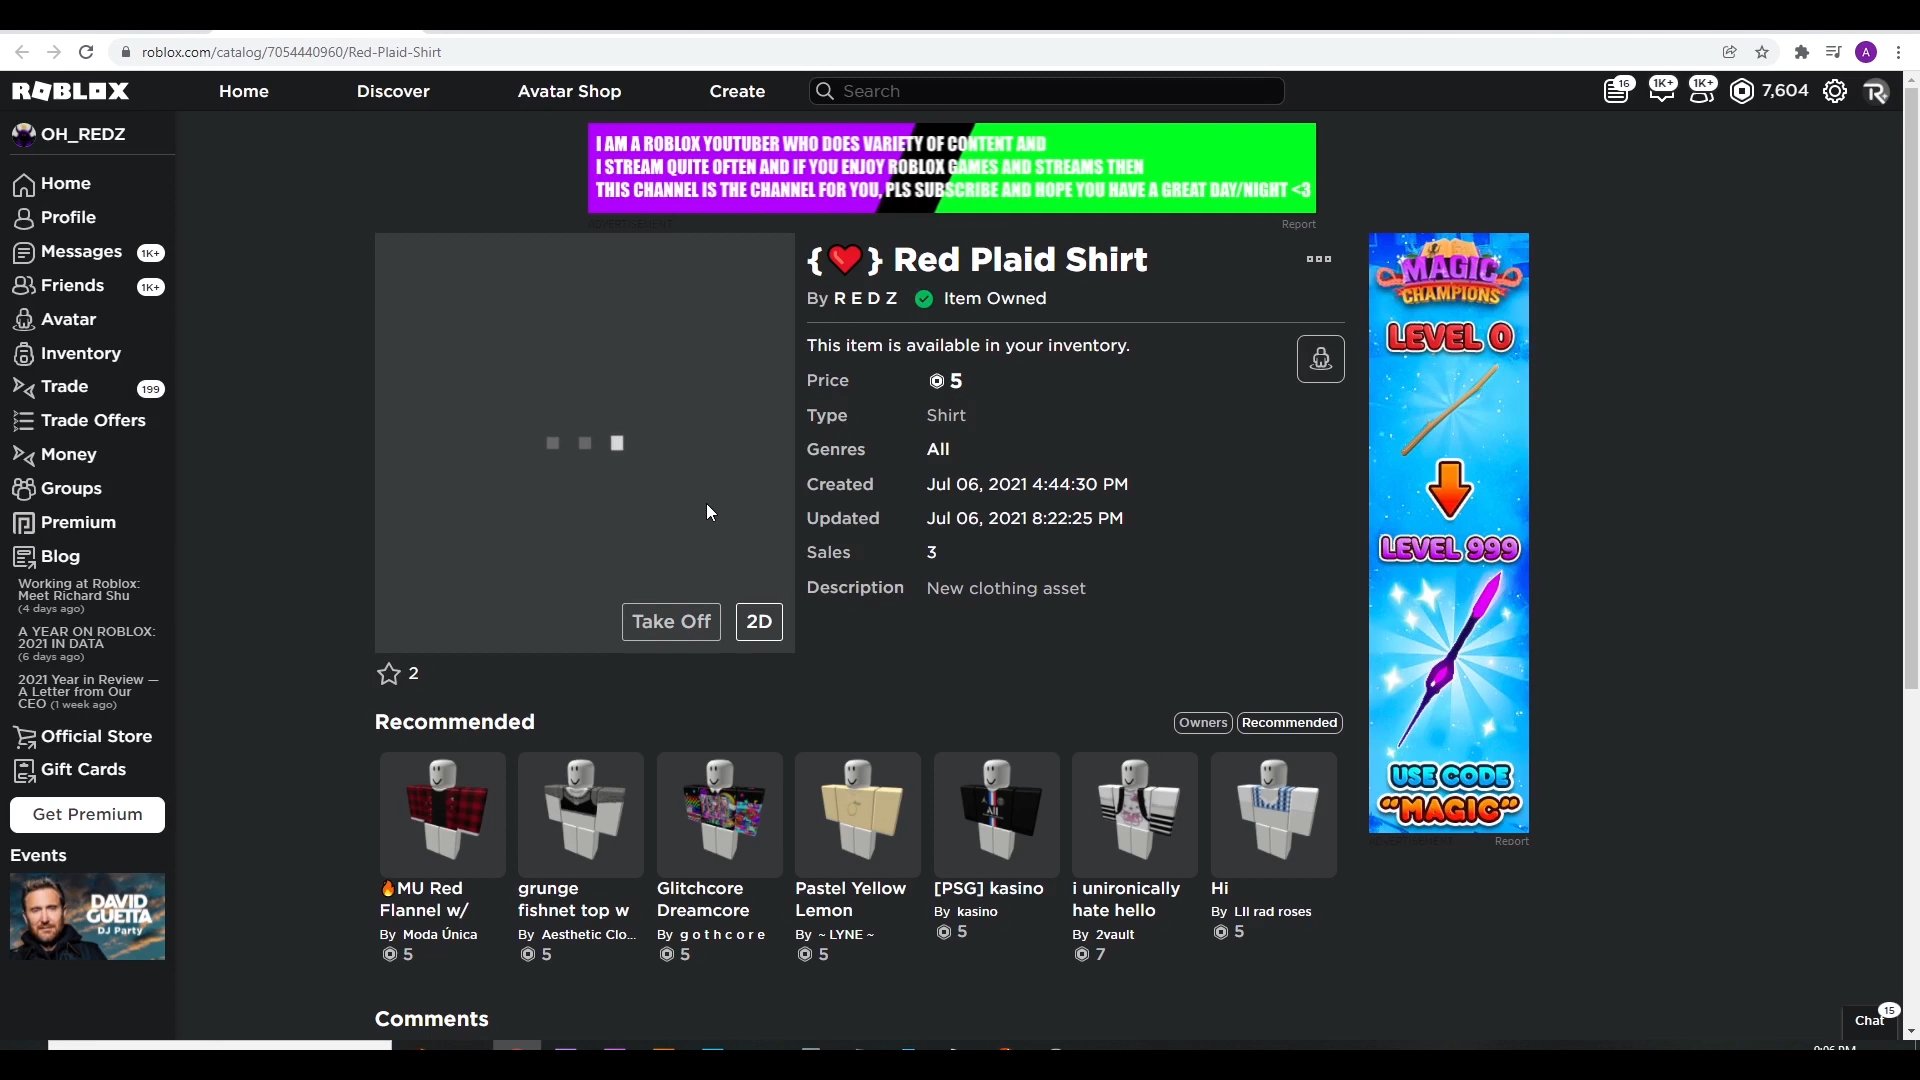 roblox.com/catalog/7054440960/Red-Plaid-Shirt
A
ROBLOX
Home
Discover
Avatar Shop
Create
Search
16
1K+
1K+
7,604
OH_REDZ
Home
Profile
Messages 1K+
Friends 1K+
Avatar
Inventory
Trade 199
Trade Offers
Money
Groups
Premium
Blog
Working at Roblox:
Meet Richard Shu
(4 days ago)
A YEAR ON ROBLOX:
2021 IN DATA
(6 days ago)
2021 Year in Review —
A Letter from Our
CEO (1 week ago)
Official Store
Gift Cards
Get Premium
Events
DAVID
GUETTA
DJ Party
I AM A ROBLOX YOUTUBER WHO DOES VARIETY OF CONTENT AND
I STREAM QUITE OFTEN AND IF YOU ENJOY ROBLOX GAMES AND STREAMS THEN
THIS CHANNEL IS THE CHANNEL FOR YOU, PLS SUBSCRIBE AND HOPE YOU HAVE A GREAT DAY/NIGHT <3
ADVERTISEMENT
Report
{❤️} Red Plaid Shirt
By R E D Z Item Owned
This item is available in your inventory.
Price 5
Type Shirt
Genres All
Created Jul 06, 2021 4:44:30 PM
Updated Jul 06, 2021 8:22:25 PM
Sales 3
Description New clothing asset
Take Off
2D
2
Recommended
Owners
Recommended
🔥MU Red
Flannel w/
By Moda Única
5
grunge
fishnet top w
By Aesthetic Clo...
5
Glitchcore
Dreamcore
By g o t h c o r e
5
Pastel Yellow
Lemon
By ~ LYNE ~
5
[PSG] kasino
By kasino
5
i unironically
hate hello
By 2vault
7
Hi
By LII rad roses
5
Comments
MAGIC
CHAMPIONS
LEVEL 0
LEVEL 999
USE CODE
"MAGIC"
ADVERTISEMENT
Report
Chat
15